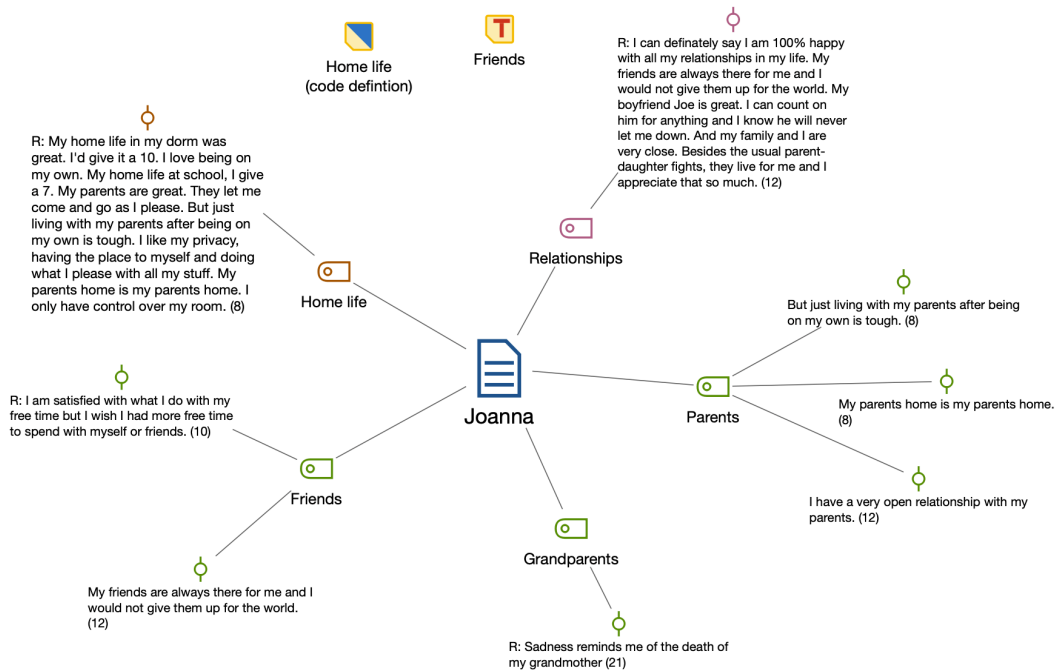 Home life
(code defintion)
T
Friends
R: I can definately say I am 100% happy
with all my relationships in my life. My
friends are always there for me and I
would not give them up for the world. My
boyfriend Joe is great. I can count on
him for anything and I know he will never
let me down. And my family and I are
very close. Besides the usual parent-
daughter fights, they live for me and I
appreciate that so much. (12)
R: My home life in my dorm was
great. I'd give it a 10. I love being on
my own. My home life at school, I give
a 7. My parents are great. They let me
come and go as I please. But just
living with my parents after being on
my own is tough. I like my privacy,
having the place to myself and doing
what I please with all my stuff. My
parents home is my parents home. I
only have control over my room. (8)
Relationships
Home life
But just living with my parents after being
on my own is tough. (8)
Joanna
Parents
My parents home is my parents home.
(8)
R: I am satisfied with what I do with my
free time but I wish I had more free time
to spend with myself or friends. (10)
Friends
I have a very open relationship with my
parents. (12)
Grandparents
My friends are always there for me and I
would not give them up for the world.
(12)
R: Sadness reminds me of the death of
my grandmother (21)